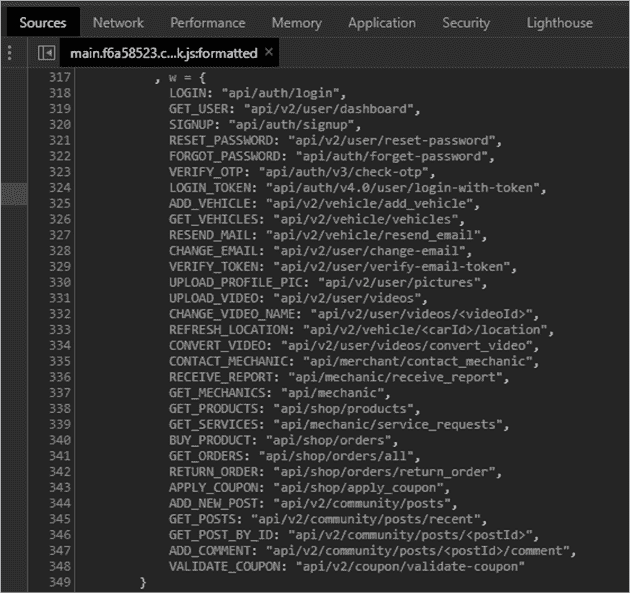 Sources Network Performance Memory Application Security Lighthouse
main.f6a58523.c...k.js:formatted ×
317 , w = {
318 LOGIN: "api/auth/login",
319 GET_USER: "api/v2/user/dashboard",
320 SIGNUP: "api/auth/signup",
321 RESET_PASSWORD: "api/v2/user/reset-password",
322 FORGOT_PASSWORD: "api/auth/forget-password",
323 VERIFY_OTP: "api/auth/v3/check-otp",
324 LOGIN_TOKEN: "api/auth/v4.0/user/login-with-token",
325 ADD_VEHICLE: "api/v2/vehicle/add_vehicle",
326 GET_VEHICLES: "api/v2/vehicle/vehicles",
327 RESEND_MAIL: "api/v2/vehicle/resend_email",
328 CHANGE_EMAIL: "api/v2/user/change-email",
329 VERIFY_TOKEN: "api/v2/user/verify-email-token",
330 UPLOAD_PROFILE_PIC: "api/v2/user/pictures",
331 UPLOAD_VIDEO: "api/v2/user/videos",
332 CHANGE_VIDEO_NAME: "api/v2/user/videos/<videoId>",
333 REFRESH_LOCATION: "api/v2/vehicle/<carId>/location",
334 CONVERT_VIDEO: "api/v2/user/videos/convert_video",
335 CONTACT_MECHANIC: "api/merchant/contact_mechanic",
336 RECEIVE_REPORT: "api/mechanic/receive_report",
337 GET_MECHANICS: "api/mechanic",
338 GET_PRODUCTS: "api/shop/products",
339 GET_SERVICES: "api/mechanic/service_requests",
340 BUY_PRODUCT: "api/shop/orders",
341 GET_ORDERS: "api/shop/orders/all",
342 RETURN_ORDER: "api/shop/orders/return_order",
343 APPLY_COUPON: "api/shop/apply_coupon",
344 ADD_NEW_POST: "api/v2/community/posts",
345 GET_POSTS: "api/v2/community/posts/recent",
346 GET_POST_BY_ID: "api/v2/community/posts/<postId>",
347 ADD_COMMENT: "api/v2/community/posts/<postId>/comment",
348 VALIDATE_COUPON: "api/v2/coupon/validate-coupon"
349 }